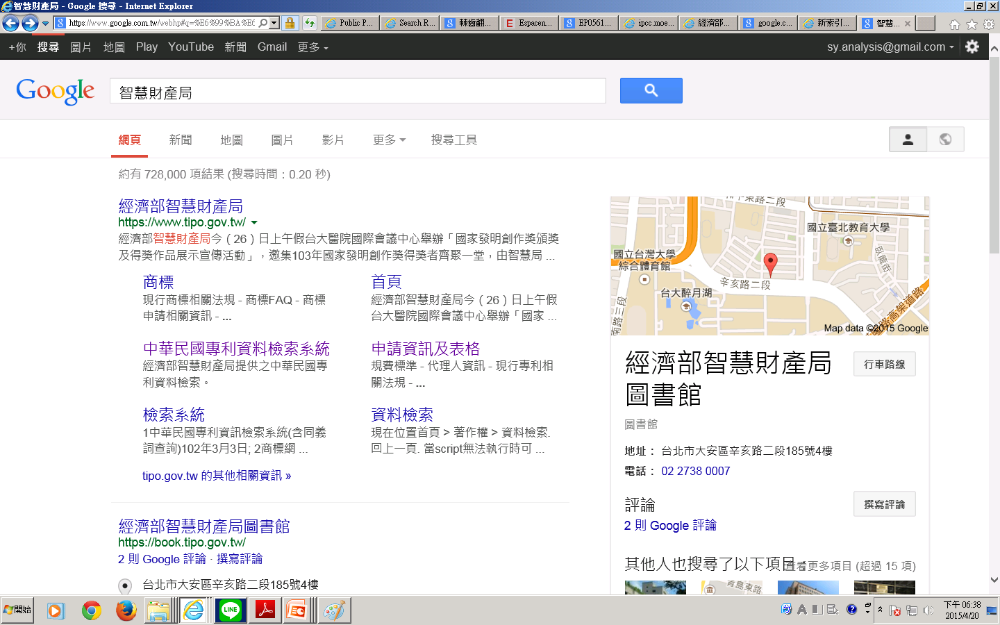 智慧財產局 - Google 搜尋 - Internet Explorer
https://www.google.com.tw/webhp#q=%E6%99%BA%E6
Public P...
Search R...
棘齒翻...
Espacen...
EP0561...
ipcc.moe...
經濟部...
google.c...
新索引...
智慧...
+你 搜尋 圖片 地圖 Play YouTube 新聞 Gmail 更多
sy.analysis@gmail.com
Google
智慧財產局
網頁 新聞 地圖 圖片 影片 更多 搜尋工具
約有 728,000 項結果 (搜尋時間：0.20 秒)
經濟部智慧財產局
https://www.tipo.gov.tw/
經濟部智慧財產局今（26）日上午假台大醫院國際會議中心舉辦「國家發明創作獎頒獎
及得獎作品展示宣傳活動」，邀集103年國家發明創作獎得獎者齊聚一堂，由智慧局 ...
商標
現行商標相關法規 - 商標FAQ - 商標
申請相關資訊 - ...
首頁
經濟部智慧財產局今（26）日上午假
台大醫院國際會議中心舉辦「國家 ...
中華民國專利資料檢索系統
經濟部智慧財產局提供之中華民國專
利資料檢索。
申請資訊及表格
規費標準 - 代理人資訊 - 現行專利相
關法規 - ...
檢索系統
1中華民國專利資訊檢索系統(含同義
詞查詢)102年3月3日; 2商標網 ...
資料檢索
現在位置首頁 > 著作權 > 資料檢索.
回上一頁. 當script無法執行時可 ...
tipo.gov.tw 的其他相關資訊 »
經濟部智慧財產局圖書館
https://book.tipo.gov.tw/
2 則 Google 評論 · 撰寫評論
台北市大安區辛亥路二段185號4樓
和平東路二段
國立臺北教育大學
國立台灣大學
綜合體育館
臥龍街
辛亥路二段
台大醉月湖
南路三段
路高架道路
Map data ©2015 Google
經濟部智慧財產局
圖書館
行車路線
圖書館
地址： 台北市大安區辛亥路二段185號4樓
電話： 02 2738 0007
評論
撰寫評論
2 則 Google 評論
其他人也搜尋了以下項目：
查看更多項目 (超過 15 項)
青島東路
開始
LINE
下午 06:38
2015/4/20